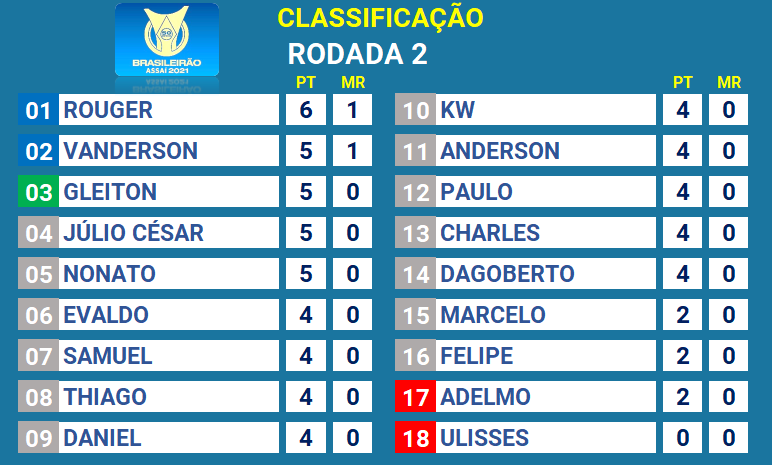 CLASSIFICAÇÃO
BRASILEIRÃO
ASSAÍ 2021
RODADA 2
PT MR
01 ROUGER 6 1
02 VANDERSON 5 1
03 GLEITON 5 0
04 JÚLIO CÉSAR 5 0
05 NONATO 5 0
06 EVALDO 4 0
07 SAMUEL 4 0
08 THIAGO 4 0
09 DANIEL 4 0
PT MR
10 KW 4 0
11 ANDERSON 4 0
12 PAULO 4 0
13 CHARLES 4 0
14 DAGOBERTO 4 0
15 MARCELO 2 0
16 FELIPE 2 0
17 ADELMO 2 0
18 ULISSES 0 0